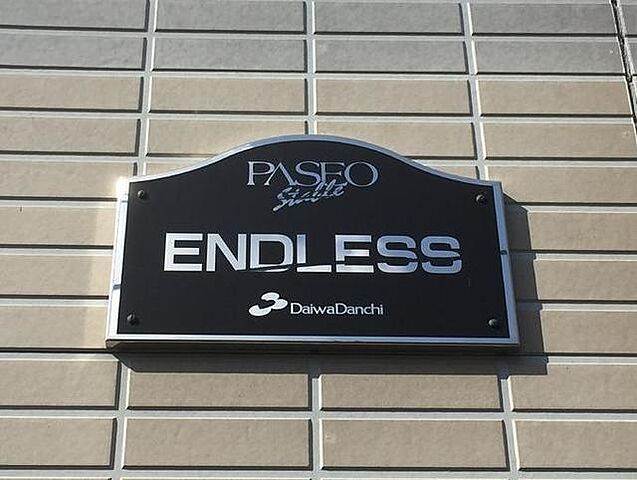 PASEO
Stable
ENDLESS
DaiwaDanchi